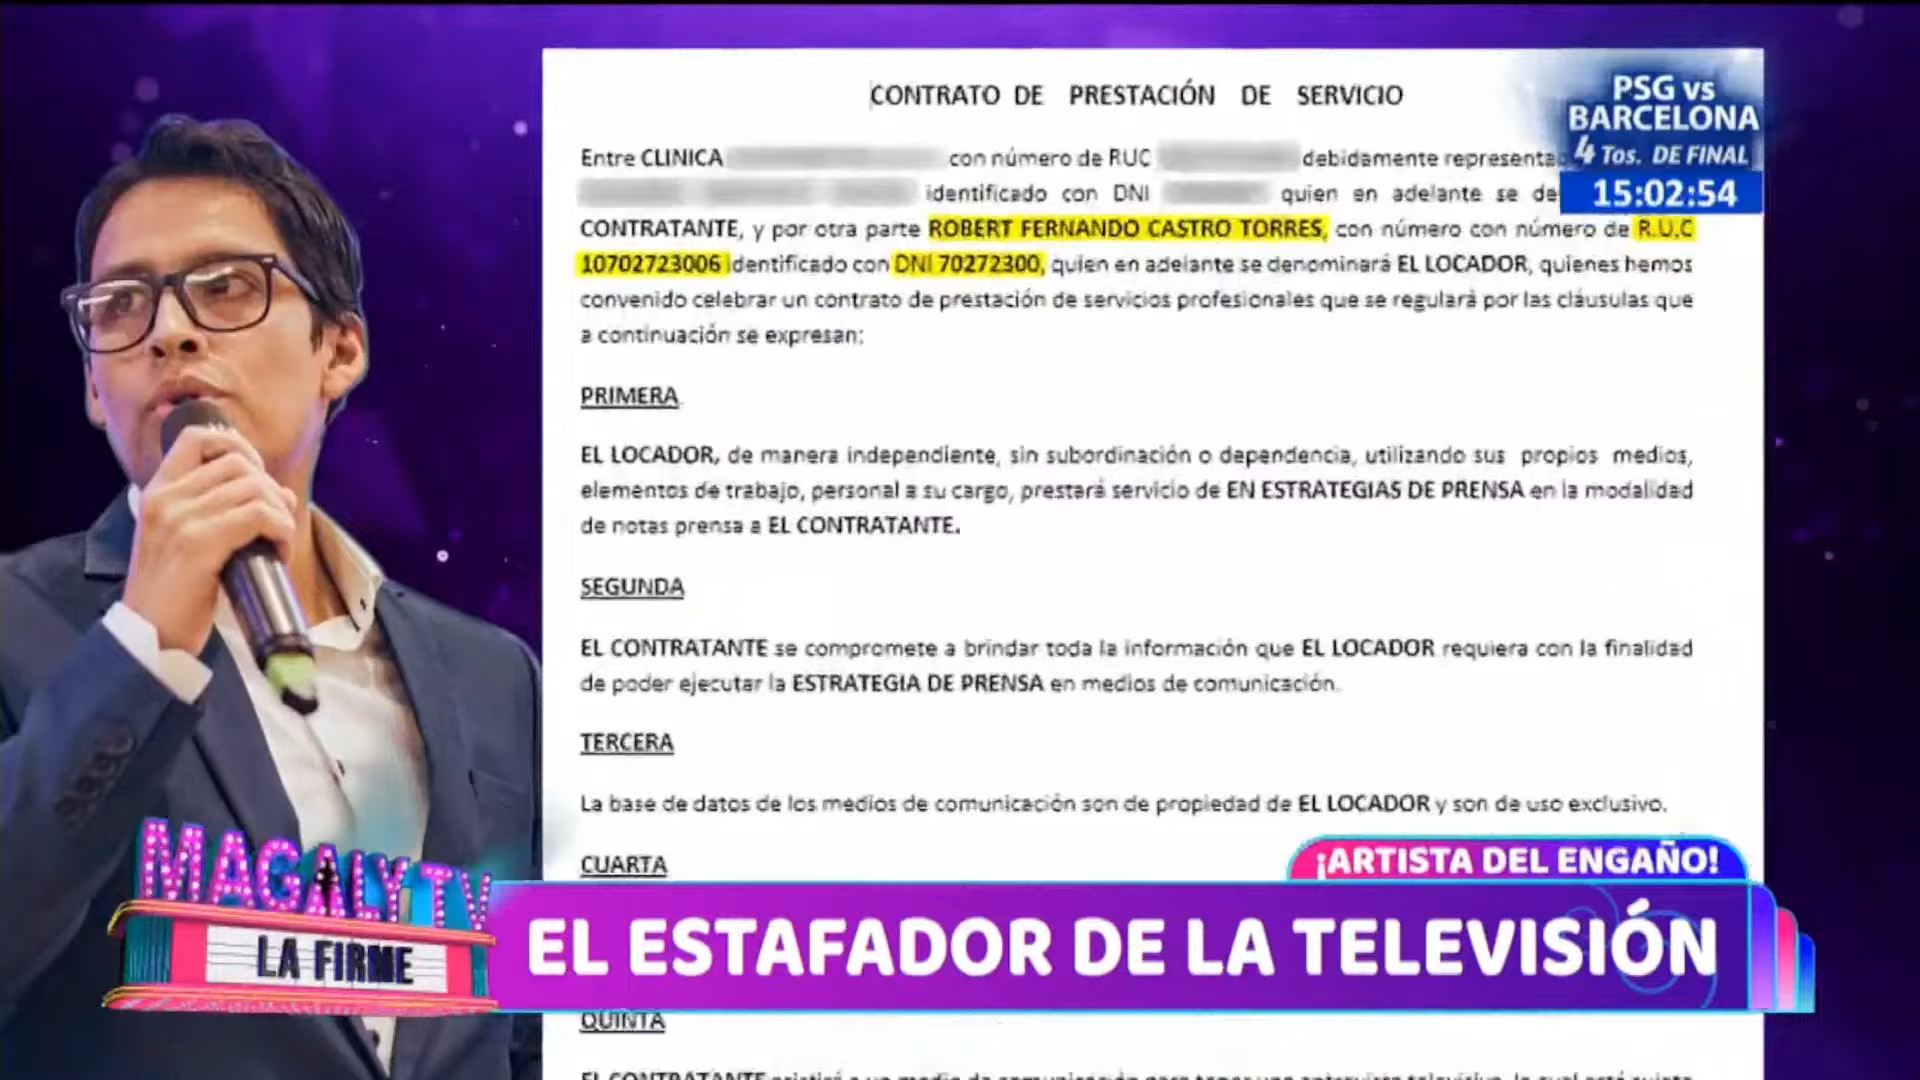 CONTRATO DE PRESTACIÓN DE SERVICIO
Entre CLINICA con número de RUC debidamente
identificado con DNI quien en adelante se
CONTRATANTE, y por otra parte ROBERT FERNANDO CASTRO TORRES, con número con número de R.U.C
10702723006 identificado con DNI 70272300, quien en adelante se denominará EL LOCADOR, quienes hemos
convenido celebrar un contrato de prestación de servicios profesionales que se regulará por las cláusulas que
a continuación se expresan:
PRIMERA
EL LOCADOR, de manera independiente, sin subordinación o dependencia, utilizando sus propios medios,
elementos de trabajo, personal a su cargo, prestará servicio de EN ESTRATEGIAS DE PRENSA en la modalidad
de notas prensa a EL CONTRATANTE.
SEGUNDA
EL CONTRATANTE se compromete a brindar toda la información que EL LOCADOR requiera con la finalidad
de poder ejecutar la ESTRATEGIA DE PRENSA en medios de comunicación.
TERCERA
La base de datos de los medios de comunicación son de propiedad de EL LOCADOR y son de uso exclusivo.
CUARTA
QUINTA
EL CONTRATANTE
PSG vs
BARCELONA
4 Tos. DE FINAL
15:02:54
¡ARTISTA DEL ENGAÑO!
EL ESTAFADOR DE LA TELEVISIÓN
MAGALY TV
LA FIRME